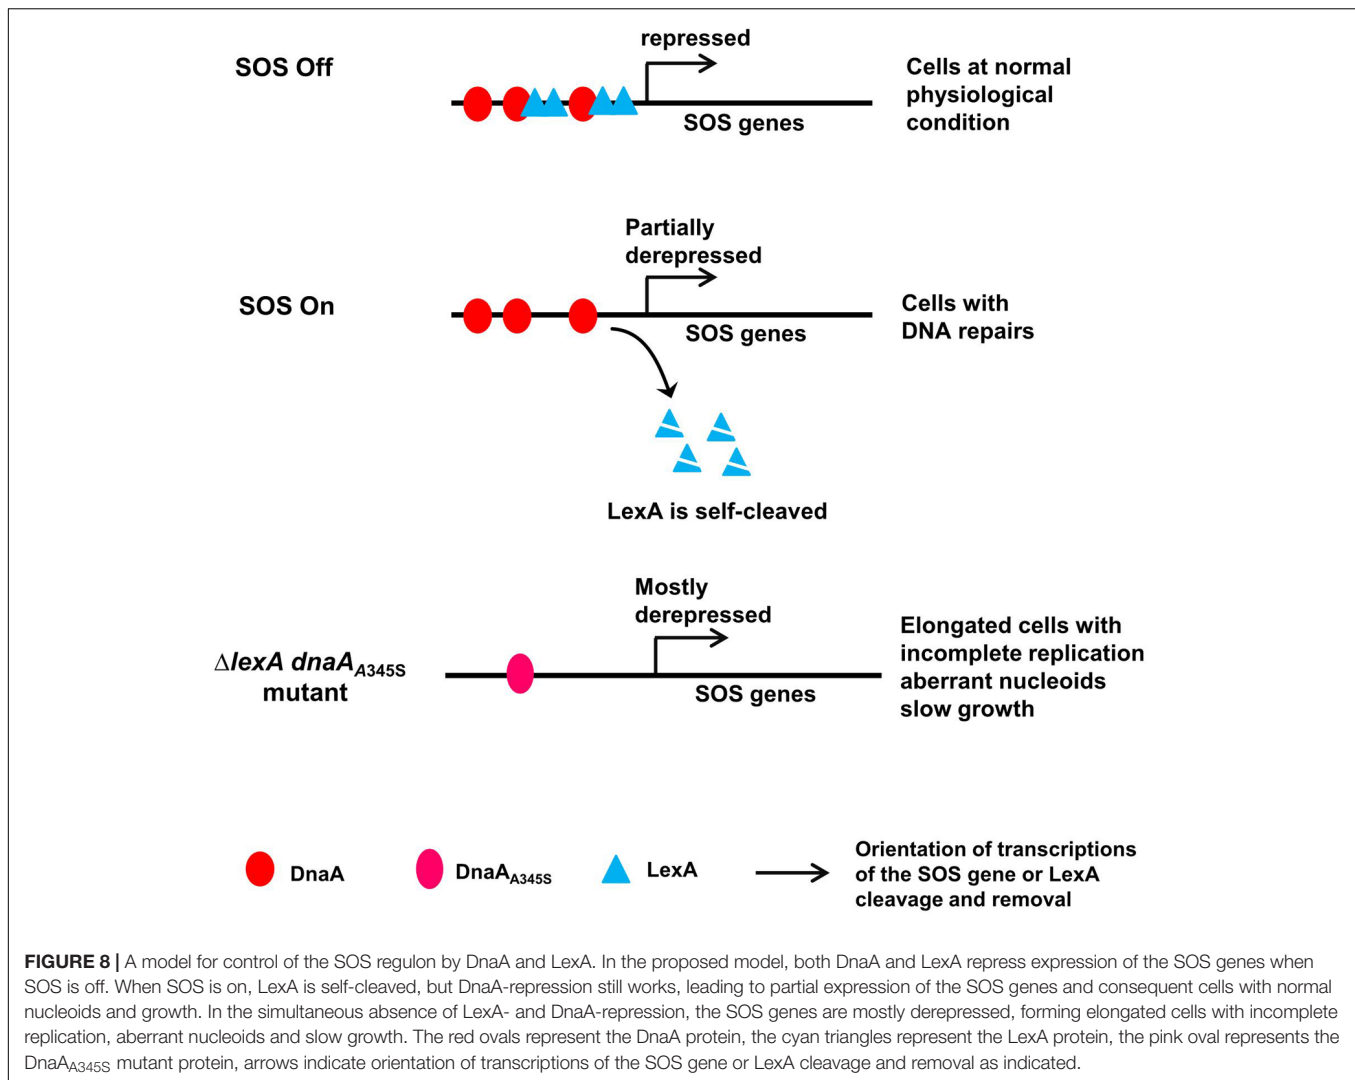 SOS Off
repressed
SOS genes
Cells at normal
physiological
condition
SOS On
Partially
derepressed
SOS genes
Cells with
DNA repairs
LexA is self-cleaved
ΔlexA dnaA_A345S
mutant
Mostly
derepressed
SOS genes
Elongated cells with
incomplete replication
aberrant nucleoids
slow growth
DnaA
DnaA_A345S
LexA
Orientation of transcriptions
of the SOS gene or LexA
cleavage and removal
FIGURE 8 | A model for control of the SOS regulon by DnaA and LexA. In the proposed model, both DnaA and LexA repress expression of the SOS genes when
SOS is off. When SOS is on, LexA is self-cleaved, but DnaA-repression still works, leading to partial expression of the SOS genes and consequent cells with normal
nucleoids and growth. In the simultaneous absence of LexA- and DnaA-repression, the SOS genes are mostly derepressed, forming elongated cells with incomplete
replication, aberrant nucleoids and slow growth. The red ovals represent the DnaA protein, the cyan triangles represent the LexA protein, the pink oval represents the
DnaA_A345S mutant protein, arrows indicate orientation of transcriptions of the SOS gene or LexA cleavage and removal as indicated.